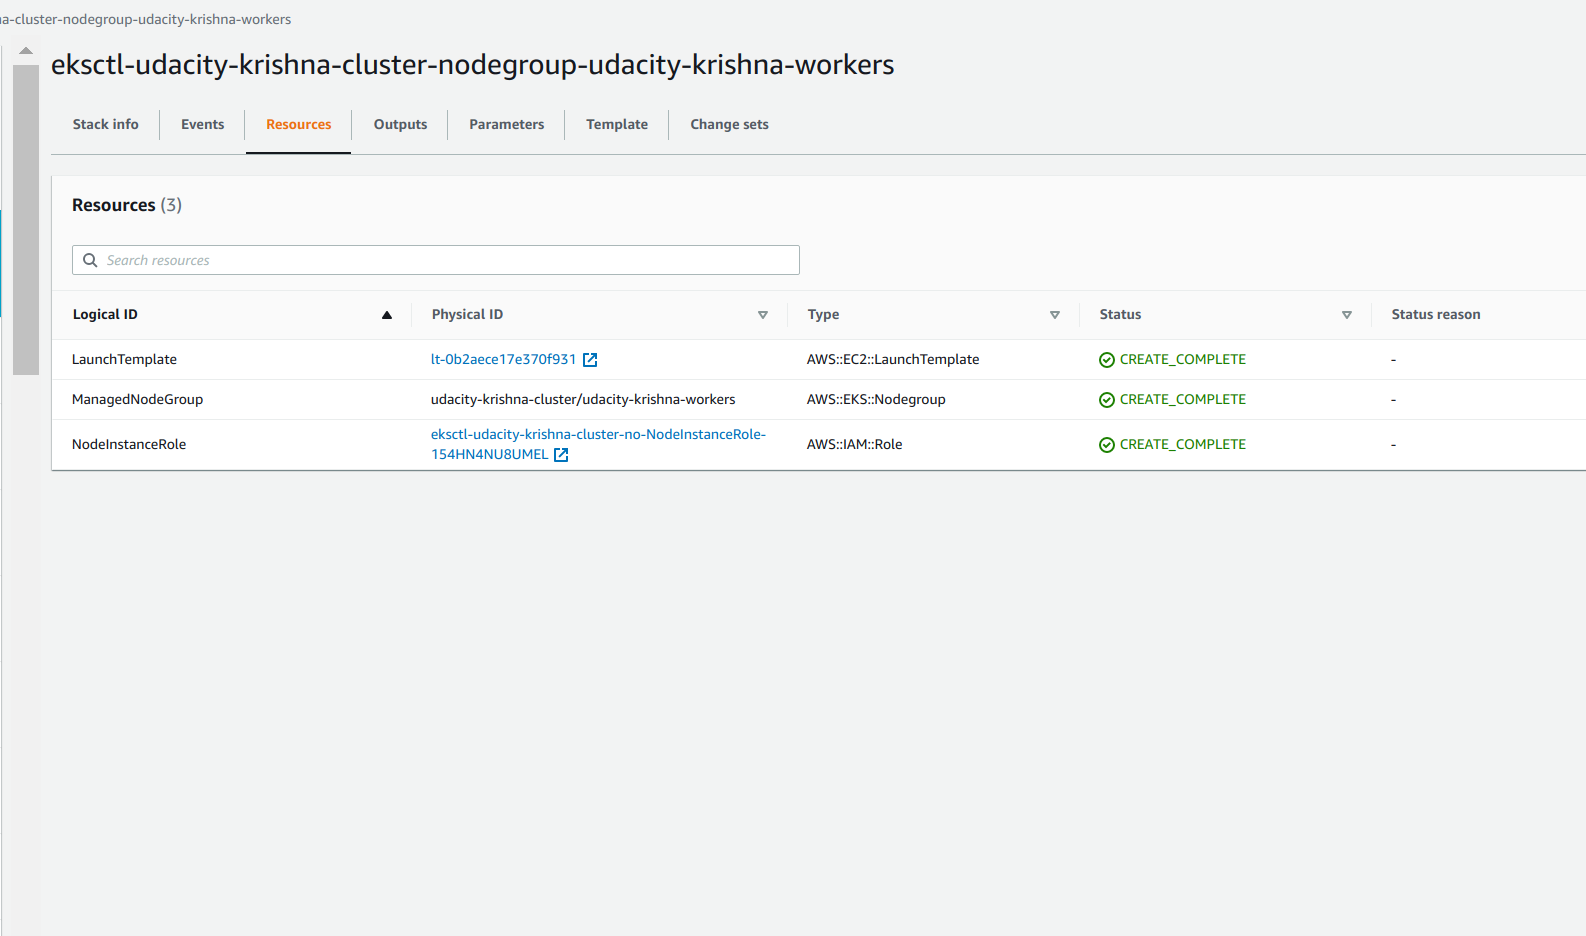 na-cluster-nodegroup-udacity-krishna-workers
eksctl-udacity-krishna-cluster-nodegroup-udacity-krishna-workers
Stack info Events Resources Outputs Parameters Template Change sets
Resources (3)
Search resources
Logical ID Physical ID Type Status Status reason
LaunchTemplate lt-0b2aece17e370f931 AWS::EC2::LaunchTemplate CREATE_COMPLETE -
ManagedNodeGroup udacity-krishna-cluster/udacity-krishna-workers AWS::EKS::Nodegroup CREATE_COMPLETE -
NodeInstanceRole eksctl-udacity-krishna-cluster-no-NodeInstanceRole- AWS::IAM::Role CREATE_COMPLETE -
154HN4NU8UMEL